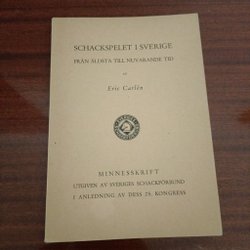 SCHACKSPELET I SVERIGE
FRÅN ÄLDSTA TILL NUVARANDE TID
AV
Eric Carlén
MINNESSKRIFT
UTGIVEN AV SVERIGES SCHACKFÖRBUND
I ANLEDNING AV DESS 28. KONGRESS